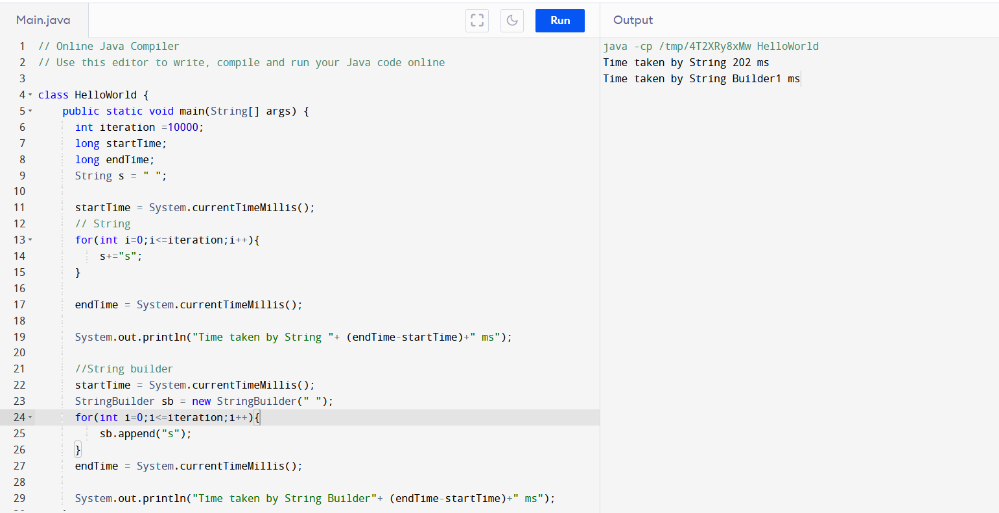 Main.java
Run
Output
1 // Online Java Compiler
2 // Use this editor to write, compile and run your Java code online
3
4 class HelloWorld {
5     public static void main(String[] args) {
6       int iteration =10000;
7       long startTime;
8       long endTime;
9       String s = " ";
10
11       startTime = System.currentTimeMillis();
12       // String
13       for(int i=0;i<=iteration;i++){
14           s+="s";
15       }
16
17       endTime = System.currentTimeMillis();
18
19       System.out.println("Time taken by String "+ (endTime-startTime)+" ms");
20
21       //String builder
22       startTime = System.currentTimeMillis();
23       StringBuilder sb = new StringBuilder(" ");
24       for(int i=0;i<=iteration;i++){
25           sb.append("s");
26       }
27       endTime = System.currentTimeMillis();
28
29       System.out.println("Time taken by String Builder"+ (endTime-startTime)+" ms");
java -cp /tmp/4T2XRy8xMw HelloWorld
Time taken by String 202 ms
Time taken by String Builder1 ms